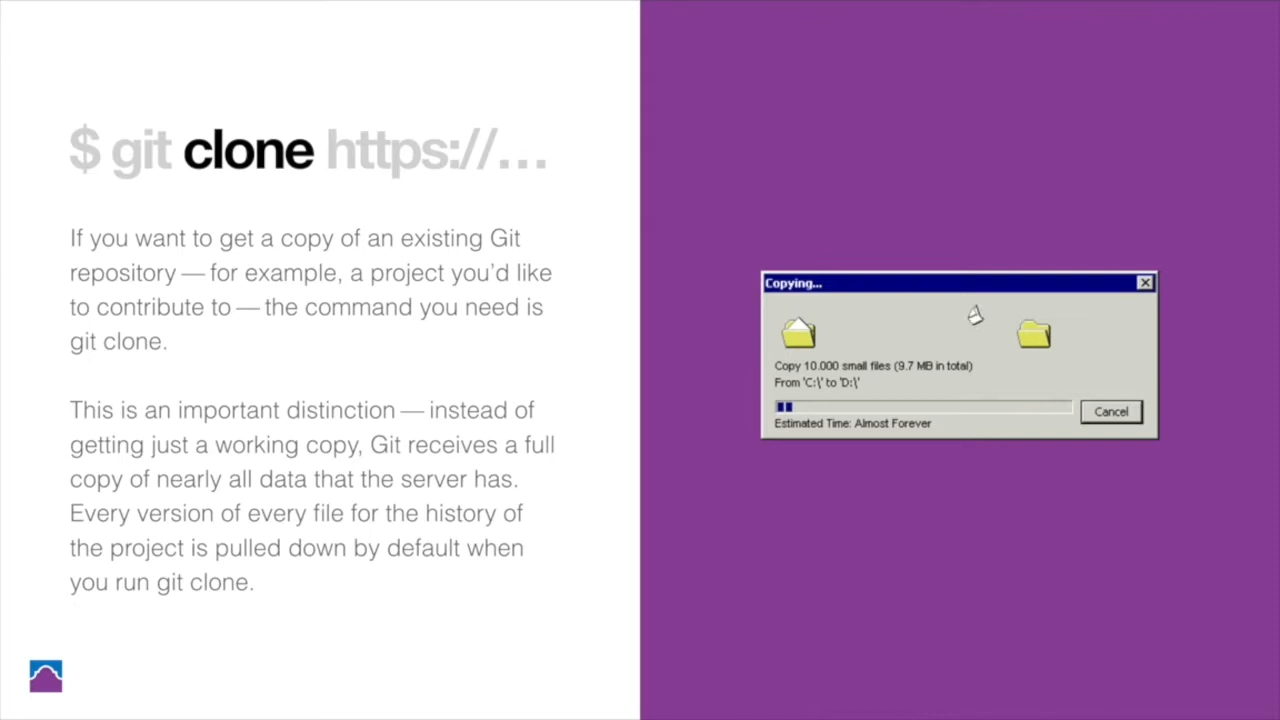 $ git clone https://…
If you want to get a copy of an existing Git
repository — for example, a project you’d like
to contribute to — the command you need is
git clone.
This is an important distinction — instead of
getting just a working copy, Git receives a full
copy of nearly all data that the server has.
Every version of every file for the history of
the project is pulled down by default when
you run git clone.
Copying...
Copy 10.000 small files (9.7 MB in total)
From 'C:\' to 'D:\'
Cancel
Estimated Time: Almost Forever